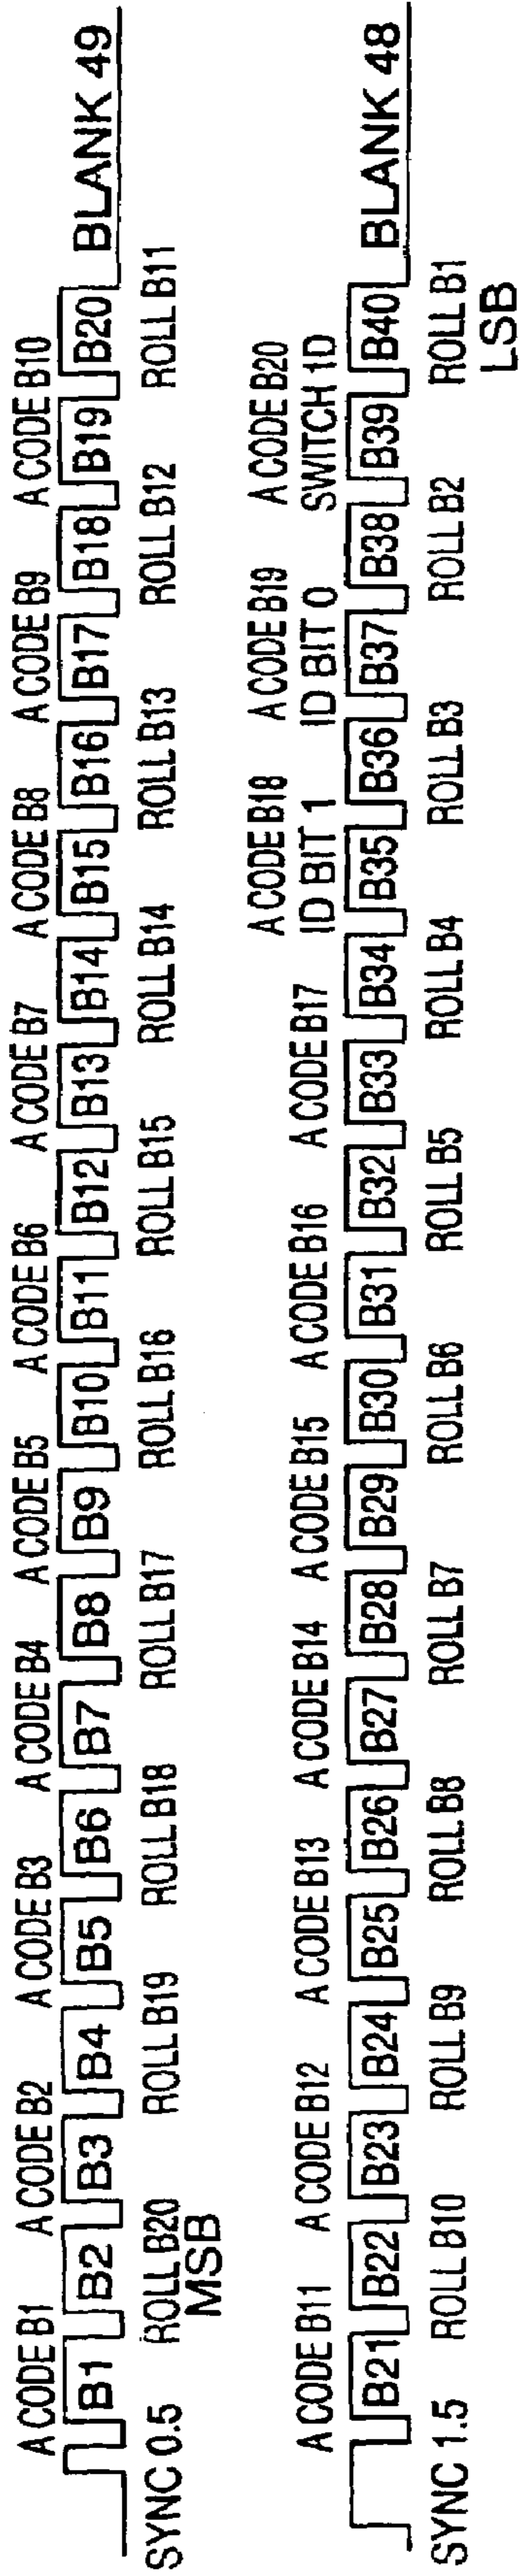 A CODE B1 A CODE B2 A CODE B3 A CODE B4 A CODE B5 A CODE B6 A CODE B7 A CODE B8 A CODE B9 A CODE B10
B1 B2 B3 B4 B5 B6 B7 B8 B9 B10 B11 B12 B13 B14 B15 B16 B17 B18 B19 B20 BLANK 49
SYNC 0.5 ROLL B20 ROLL B19 ROLL B18 ROLL B17 ROLL B16 ROLL B15 ROLL B14 ROLL B13 ROLL B12 ROLL B11
MSB
A CODE B18 A CODE B19 A CODE B20
A CODE B11 A CODE B12 A CODE B13 A CODE B14 A CODE B15 A CODE B16 A CODE B17 ID BIT 1 ID BIT 0 SWITCH 1D
B21 B22 B23 B24 B25 B26 B27 B28 B29 B30 B31 B32 B33 B34 B35 B36 B37 B38 B39 B40 BLANK 48
SYNC 1.5 ROLL B10 ROLL B9 ROLL B8 ROLL B7 ROLL B6 ROLL B5 ROLL B4 ROLL B3 ROLL B2 ROLL B1
LSB